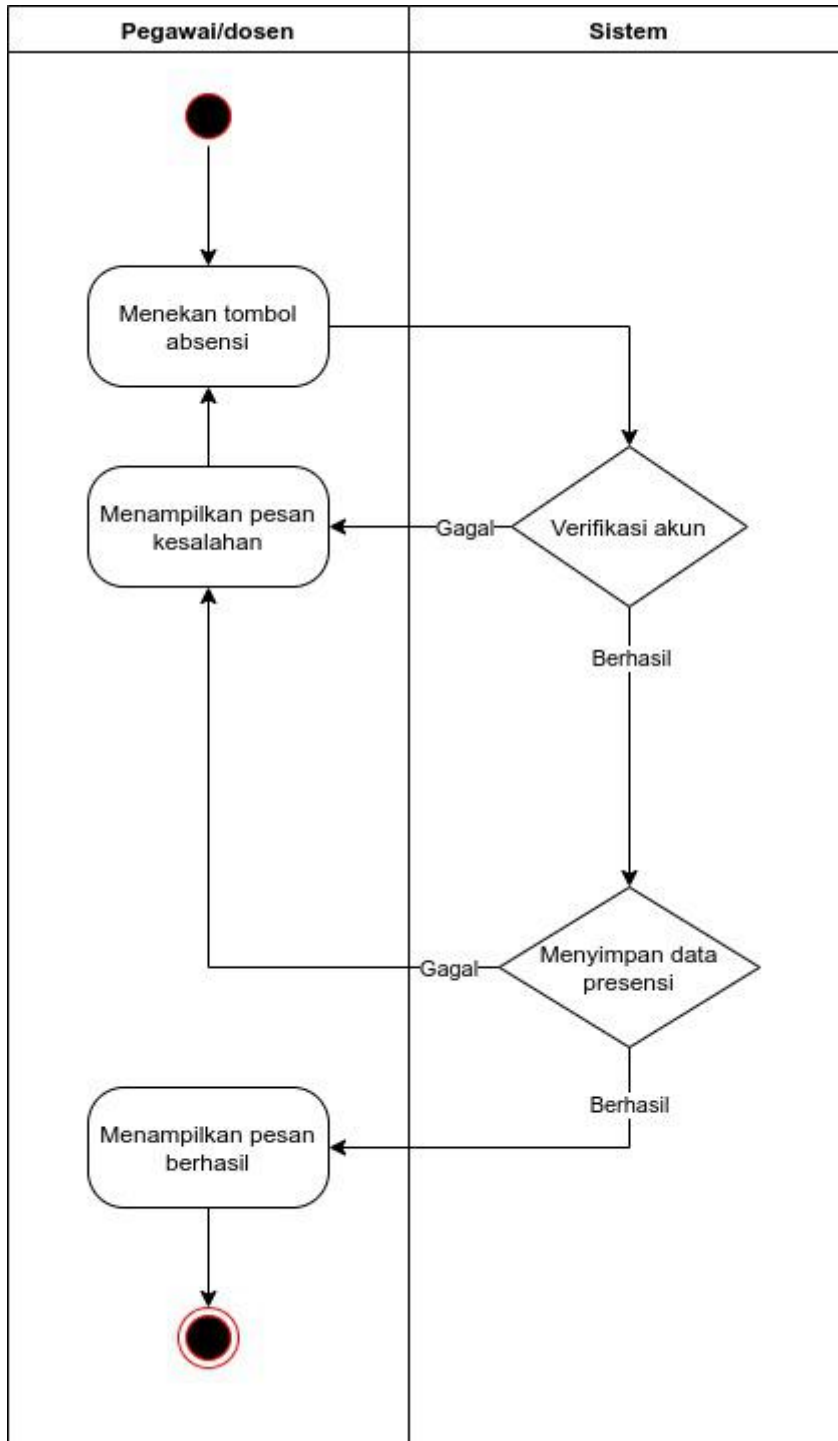 Pegawai/dosen
Sistem
Menekan tombol
absensi
Menampilkan pesan
kesalahan
Gagal
Verifikasi akun
Berhasil
Menyimpan data
presensi
Gagal
Berhasil
Menampilkan pesan
berhasil